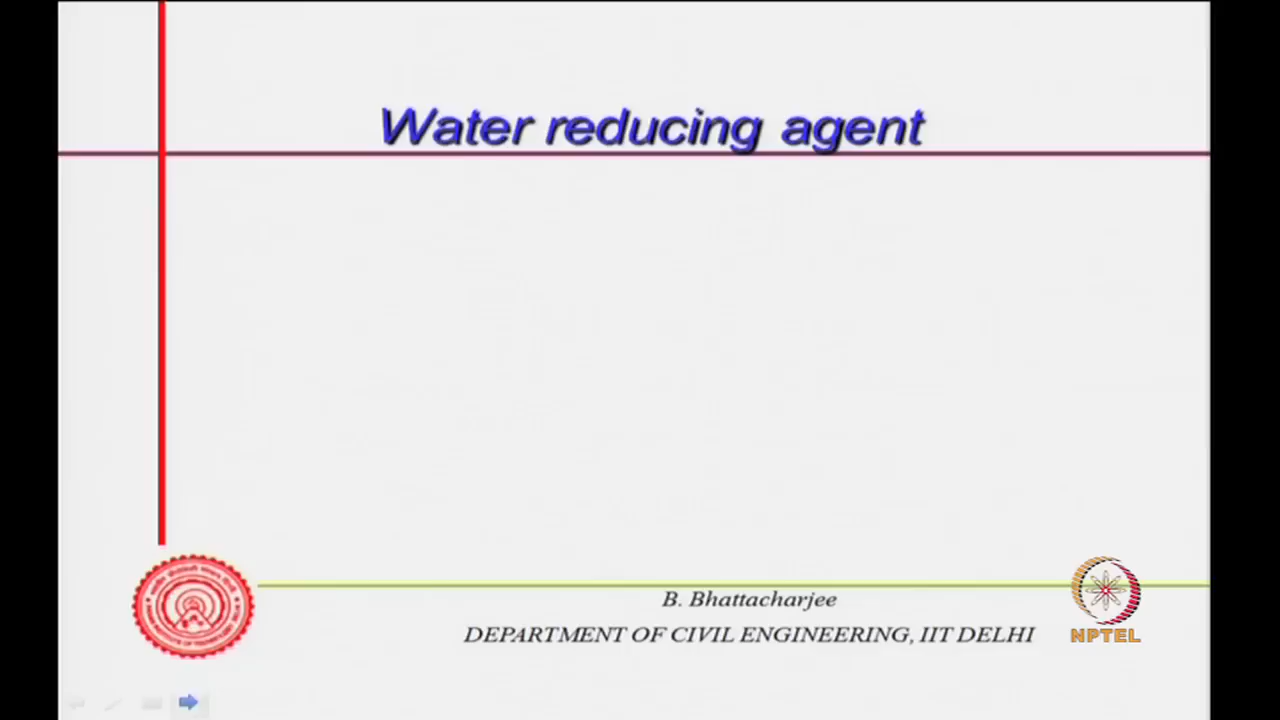 Water reducing agent
B. Bhattacharjee
DEPARTMENT OF CIVIL ENGINEERING, IIT DELHI
NPTEL